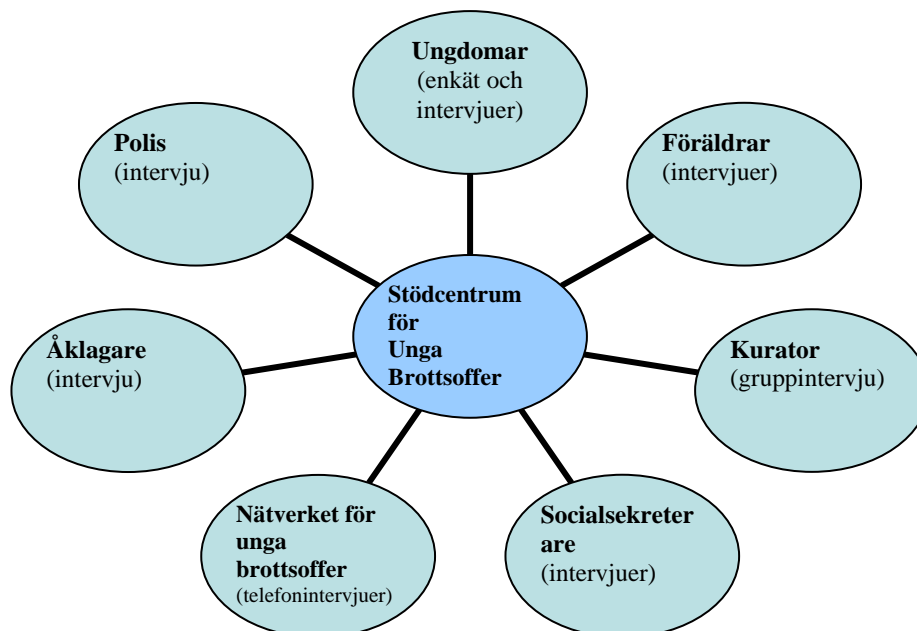 Ungdomar
(enkät och
intervjuer)
Polis
(intervju)
Föräldrar
(intervjuer)
Stödcentrum
för
Unga
Brottsoffer
Åklagare
(intervju)
Kurator
(gruppintervju)
Nätverket för
unga
brottsoffer
(telefonintervjuer)
Socialsekreter
are
(intervjuer)